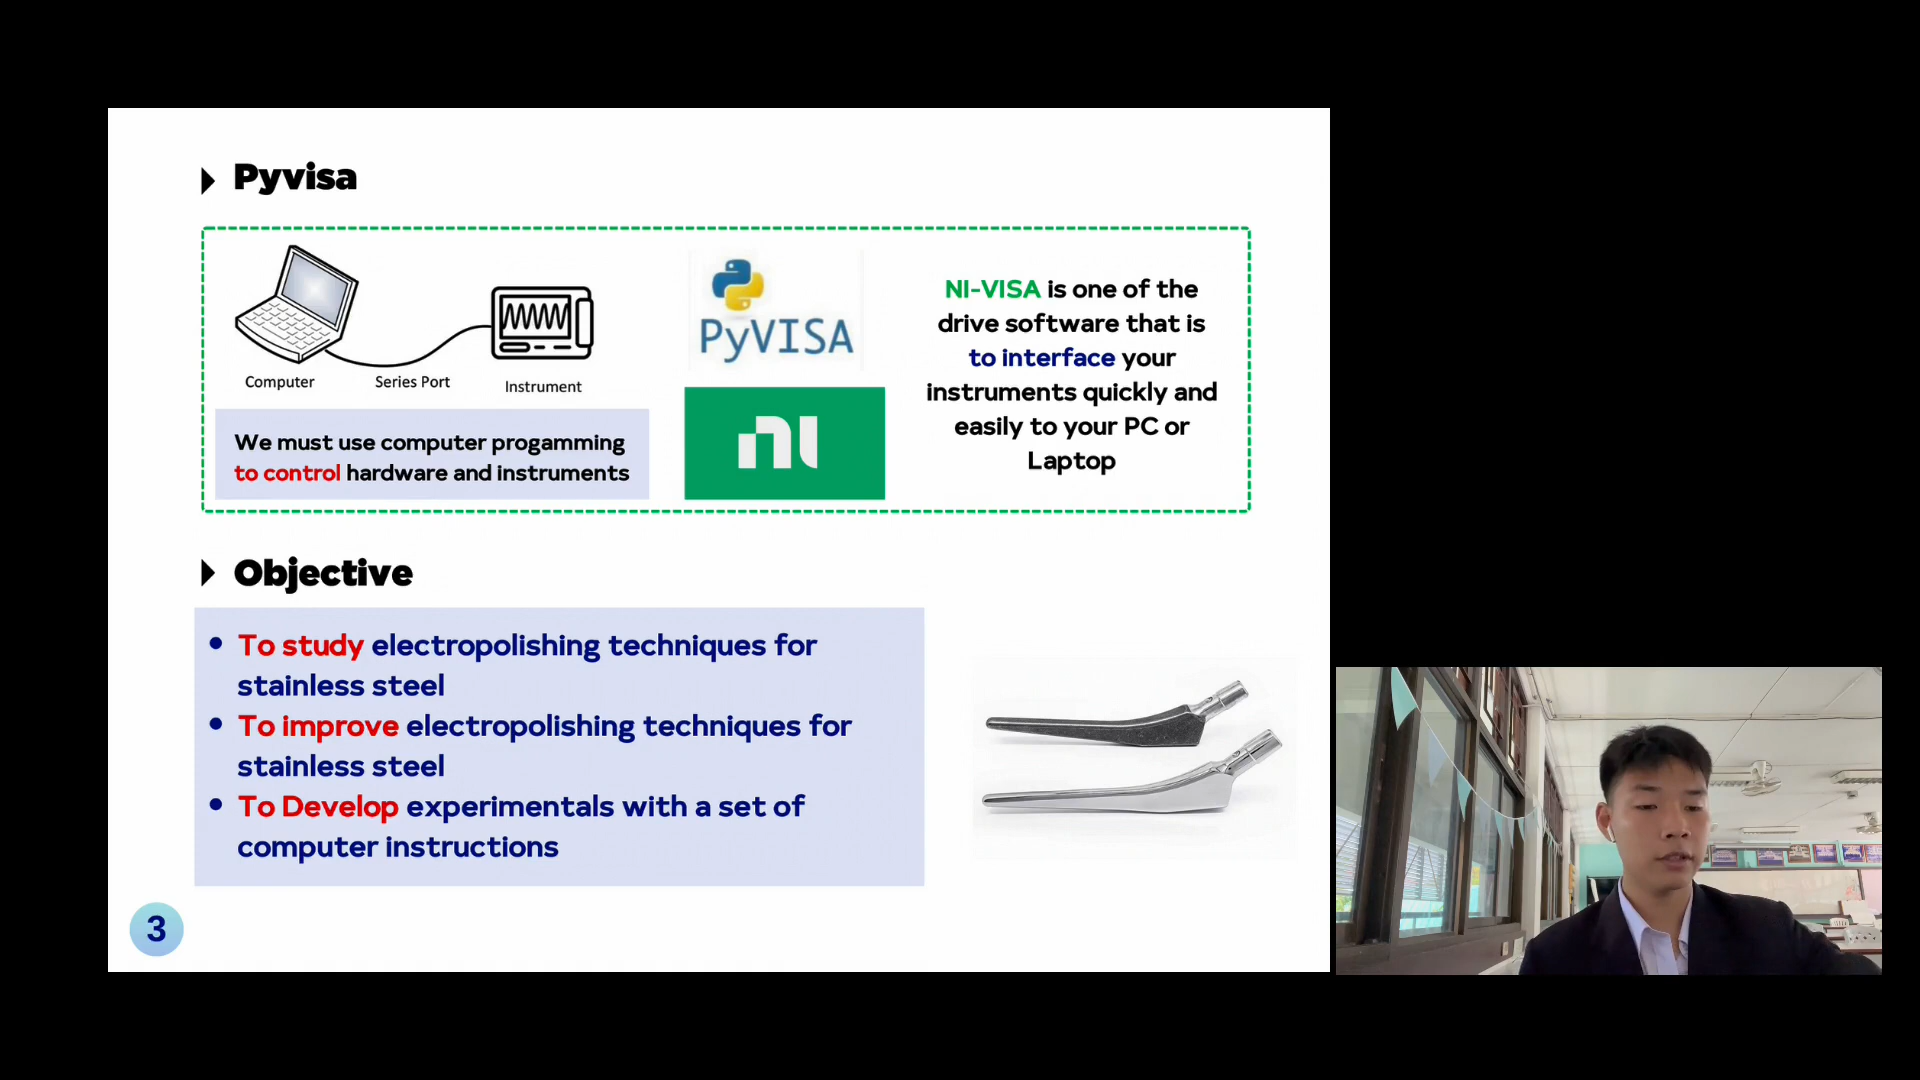 Pyvisa
Computer
Series Port
Instrument
We must use computer progamming
to control hardware and instruments
PyVISA
NI-VISA is one of the
drive software that is
to interface your
instruments quickly and
easily to your PC or
Laptop
Objective
• To study electropolishing techniques for
stainless steel
• To improve electropolishing techniques for
stainless steel
• To Develop experimentals with a set of
computer instructions
3